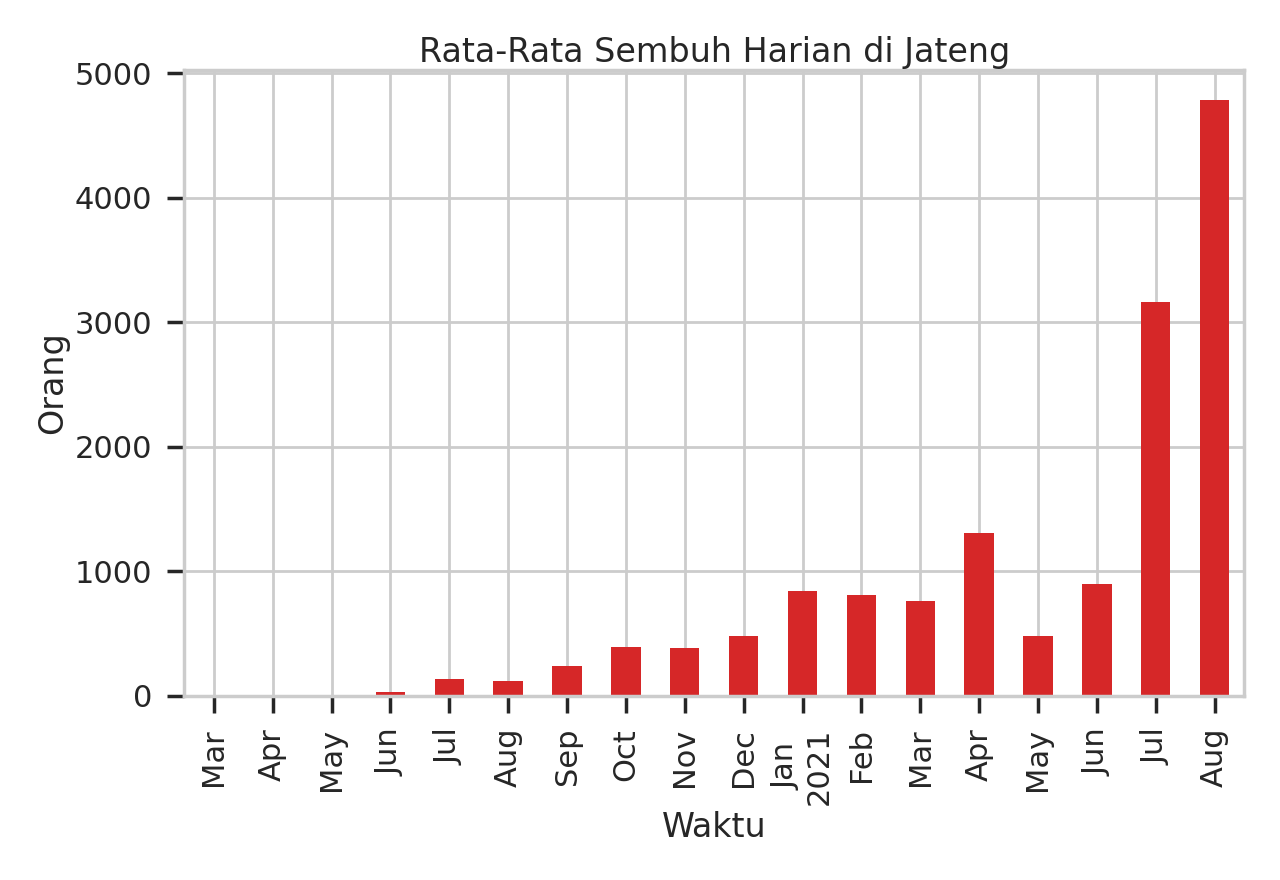 Rata-Rata Sembuh Harian di Jateng
5000
4000
3000
2000
1000
0
Orang
Mar
Apr
May
Jun
Jul
Aug
Sep
Oct
Nov
Dec
Jan
2021
Feb
Mar
Apr
May
Jun
Jul
Aug
Waktu